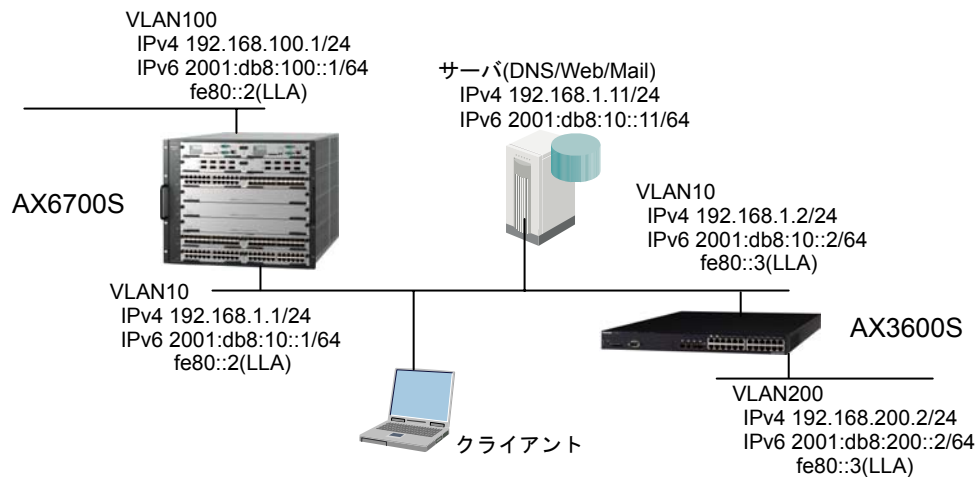 VLAN100
IPv4 192.168.100.1/24
IPv6 2001:db8:100::1/64
fe80::2(LLA)
サーバ(DNS/Web/Mail)
IPv4 192.168.1.11/24
IPv6 2001:db8:10::11/64
AX6700S
VLAN10
IPv4 192.168.1.2/24
IPv6 2001:db8:10::2/64
fe80::3(LLA)
VLAN10
IPv4 192.168.1.1/24
IPv6 2001:db8:10::1/64
fe80::2(LLA)
AX3600S
クライアント
VLAN200
IPv4 192.168.200.2/24
IPv6 2001:db8:200::2/64
fe80::3(LLA)